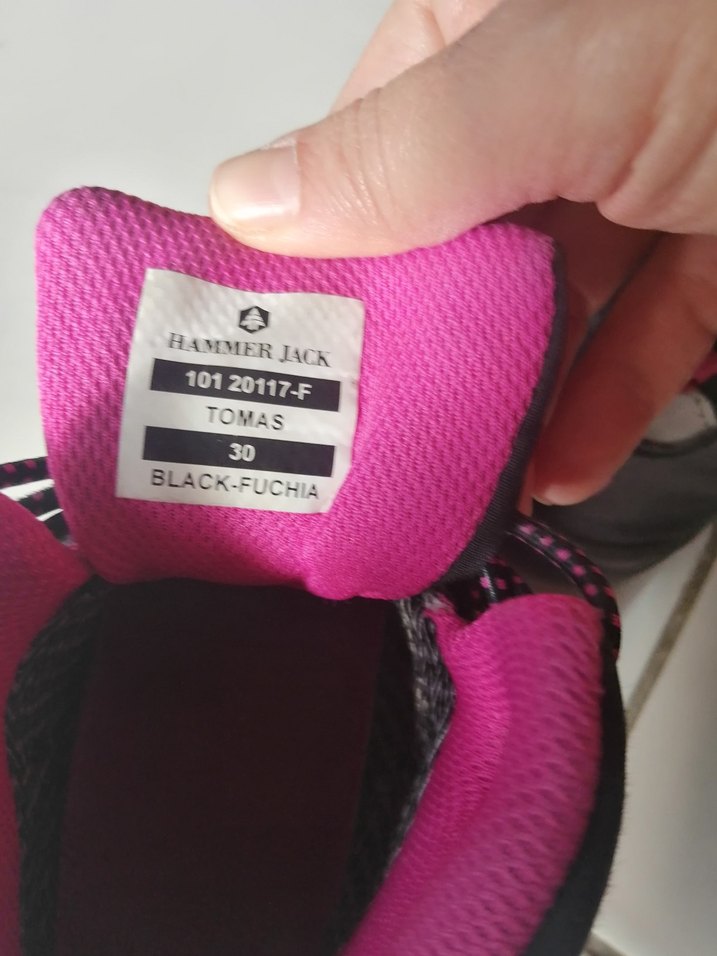 HAMMER JACK
101 20117-F
TOMAS
30
BLACK-FUCHIA